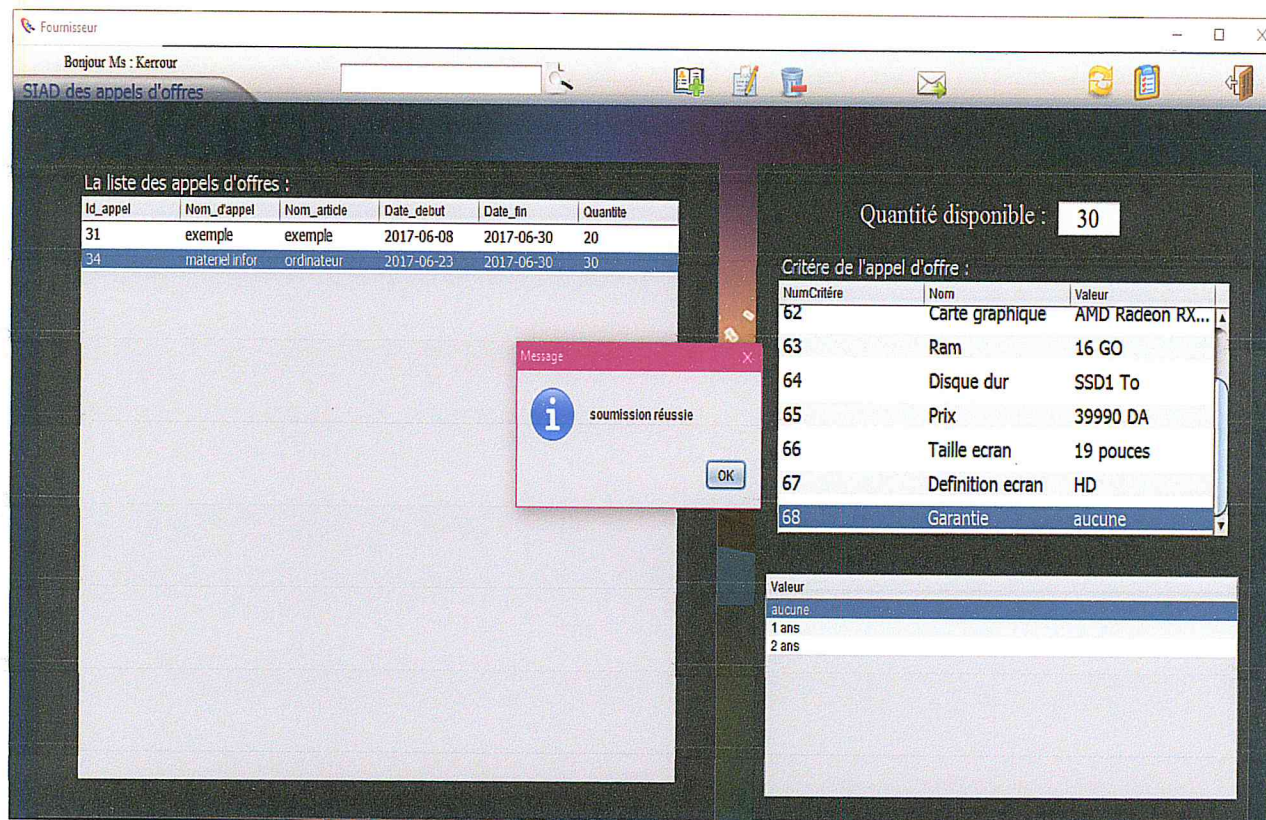 Fournisseur
Bonjour Ms : Kerrour
SIAD des appels d'offres
La liste des appels d'offres :
Id_appel Nom_d'appel Nom_article Date_debut Date_fin Quantite
31 exemple exemple 2017-06-08 2017-06-30 20
34 materiel infor ordinateur 2017-06-23 2017-06-30 30
Quantité disponible : 30
Critére de l'appel d'offre :
NumCritére Nom Valeur
62 Carte graphique AMD Radeon RX...
63 Ram 16 GO
64 Disque dur SSD1 To
65 Prix 39990 DA
66 Taille ecran 19 pouces
67 Definition ecran HD
68 Garantie aucune
Message
soumission réussie
OK
Valeur
aucune
1 ans
2 ans